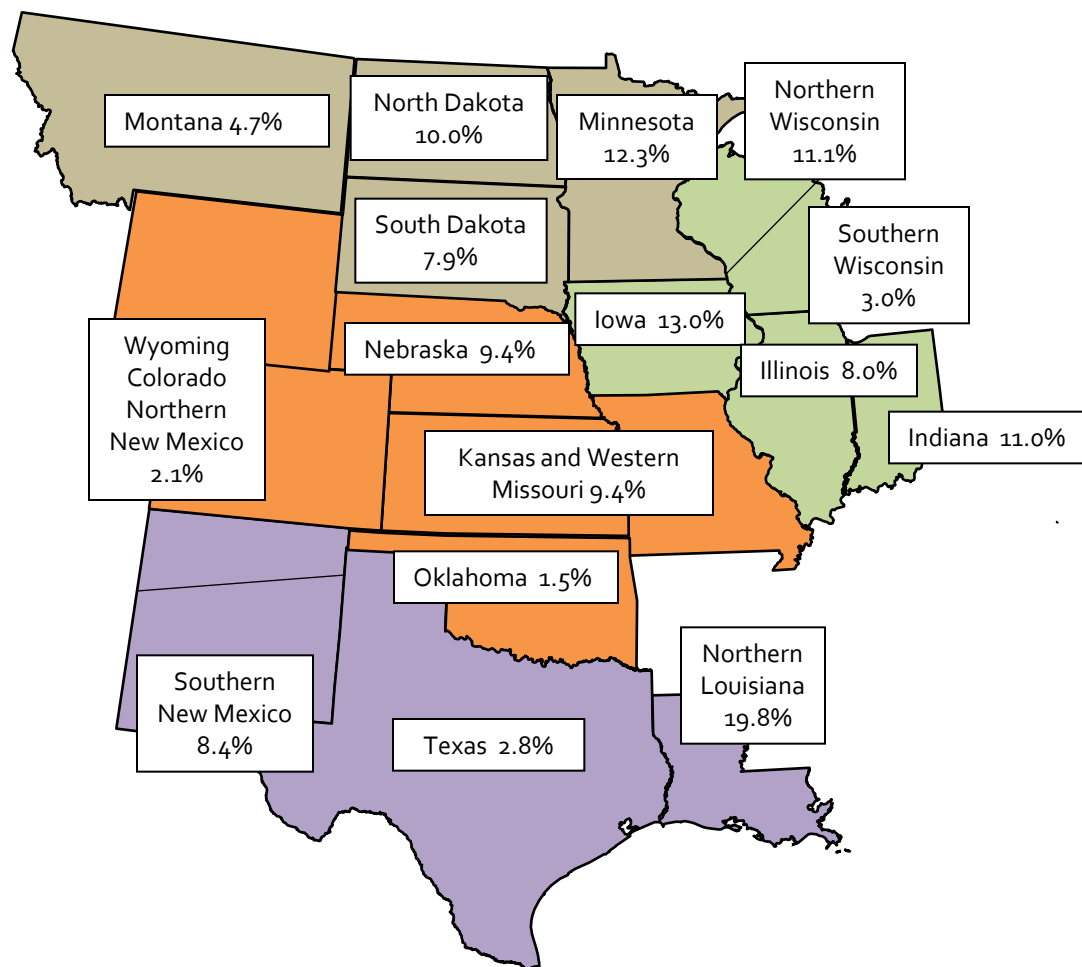 Montana 4.7%
North Dakota
10.0%
Minnesota
12.3%
Northern
Wisconsin
11.1%
South Dakota
7.9%
Southern
Wisconsin
3.0%
Iowa 13.0%
Wyoming
Colorado
Northern
New Mexico
2.1%
Nebraska 9.4%
Illinois 8.0%
Indiana 11.0%
Kansas and Western
Missouri 9.4%
Oklahoma 1.5%
Southern
New Mexico
8.4%
Texas 2.8%
Northern
Louisiana
19.8%